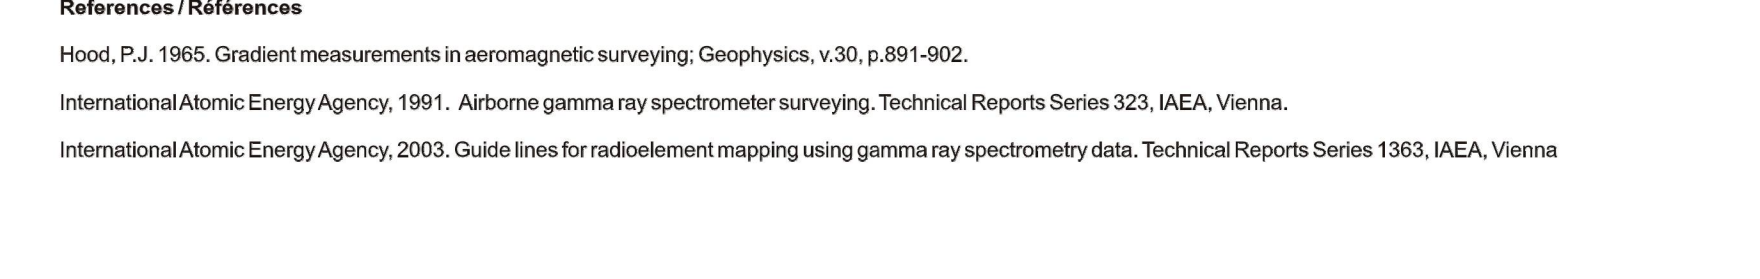 References / Références
Hood, P.J. 1965. Gradient measurements in aeromagnetic surveying; Geophysics, v.30, p.891-902.
International Atomic Energy Agency, 1991.  Airborne gamma ray spectrometer surveying. Technical Reports Series 323, IAEA, Vienna.
International Atomic Energy Agency, 2003. Guide lines for radioelement mapping using gamma ray spectrometry data. Technical Reports Series 1363, IAEA, Vienna